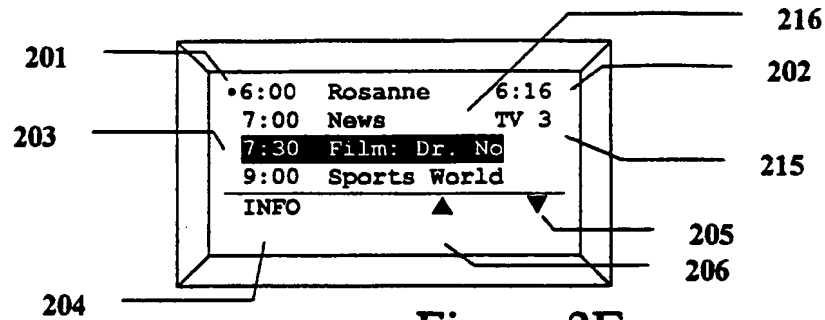 216
201
•6:00 Rosanne 6:16
202
7:00 News TV 3
203
7:30 Film: Dr. No
215
9:00 Sports World
INFO ▲ ▼
205
206
204